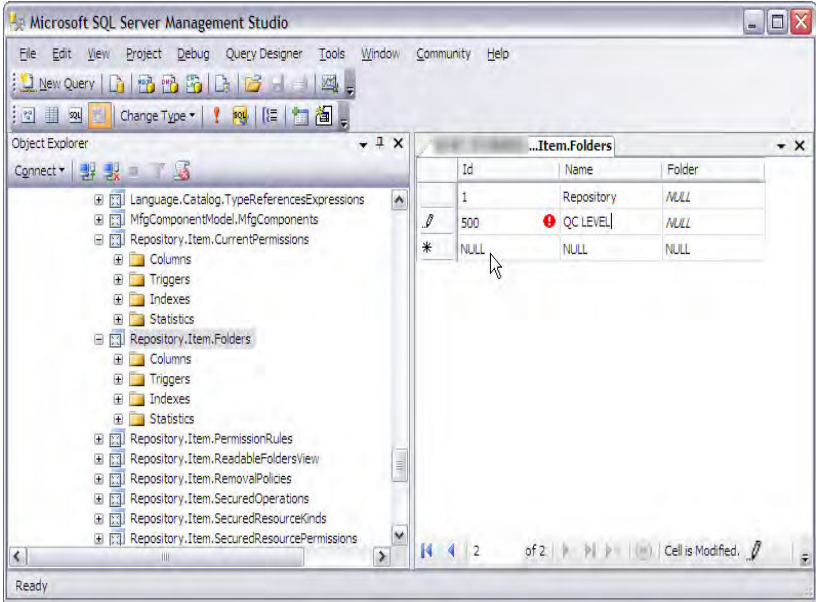 Microsoft SQL Server Management Studio
File Edit View Project Debug Query Designer Tools Window Community Help
New Query
Change Type
Object Explorer
Connect
Language.Catalog.TypeReferencesExpressions
MfgComponentModel.MfgComponents
Repository.Item.CurrentPermissions
Columns
Triggers
Indexes
Statistics
Repository.Item.Folders
Columns
Triggers
Indexes
Statistics
Repository.Item.PermissionRules
Repository.Item.ReadableFoldersView
Repository.Item.RemovalPolicies
Repository.Item.SecuredOperations
Repository.Item.SecuredResourceKinds
Repository.Item.SecuredResourcePermissions
...Item.Folders
Id Name Folder
1 Repository NULL
500 QC LEVEL NULL
NULL NULL NULL
2 of 2 Cell is Modified.
Ready